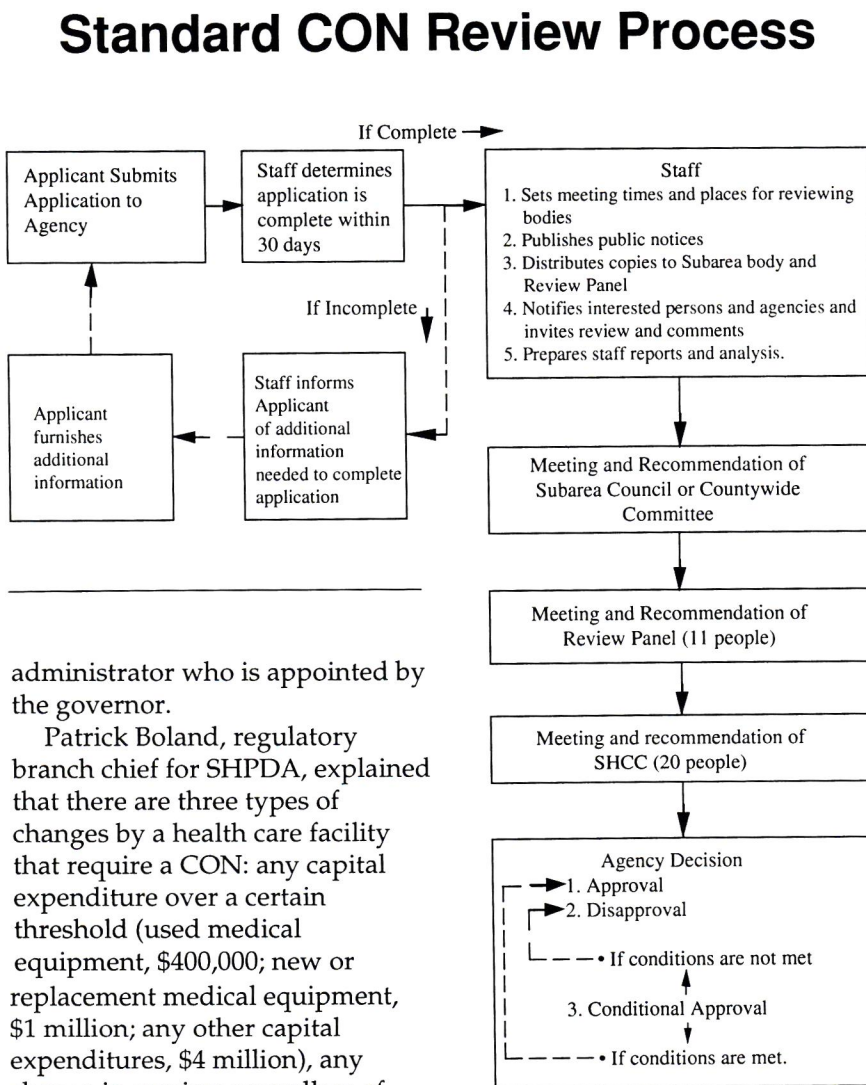 Standard CON Review Process
If Complete
Applicant Submits
Application to
Agency
Staff determines
application is
complete within
30 days
Staff
1. Sets meeting times and places for reviewing
bodies
2. Publishes public notices
3. Distributes copies to Subarea body and
Review Panel
4. Notifies interested persons and agencies and
invites review and comments
5. Prepares staff reports and analysis.
If Incomplete
Applicant
furnishes
additional
information
Staff informs
Applicant
of additional
information
needed to complete
application
Meeting and Recommendation of
Subarea Council or Countywide
Committee
Meeting and Recommendation of
Review Panel (11 people)
Meeting and recommendation of
SHCC (20 people)
Agency Decision
1. Approval
2. Disapproval
• If conditions are not met
3. Conditional Approval
• If conditions are met.
administrator who is appointed by
the governor.
Patrick Boland, regulatory
branch chief for SHPDA, explained
that there are three types of
changes by a health care facility
that require a CON: any capital
expenditure over a certain
threshold (used medical
equipment, $400,000; new or
replacement medical equipment,
$1 million; any other capital
expenditures, $4 million), any